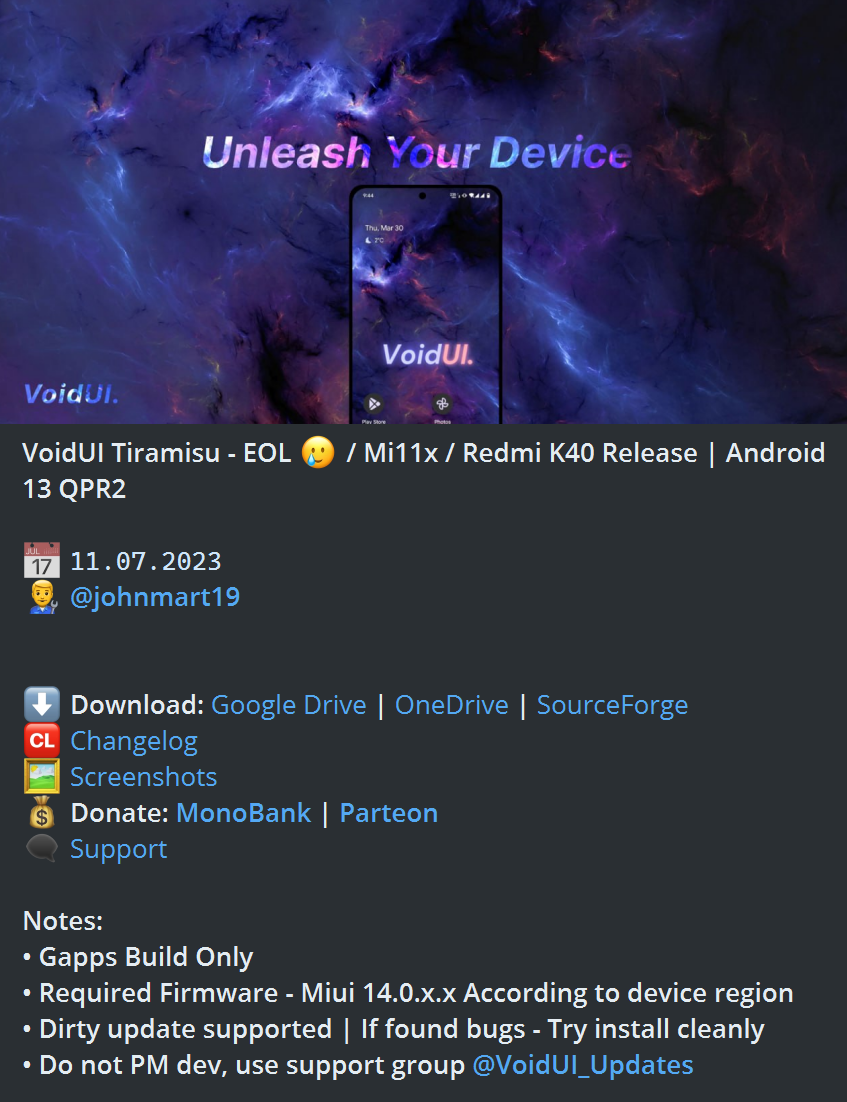 Unleash Your Device
9:44
Thu, Mar 30
2°C
VoidUI.
Play Store
Photos
VoidUI.
VoidUI Tiramisu - EOL 🥲 / Mi11x / Redmi K40 Release | Android
13 QPR2
JUL
17
11.07.2023
@johnmart19
Download: Google Drive | OneDrive | SourceForge
CL Changelog
Screenshots
Donate: MonoBank | Parteon
Support
Notes:
• Gapps Build Only
• Required Firmware - Miui 14.0.x.x According to device region
• Dirty update supported | If found bugs - Try install cleanly
• Do not PM dev, use support group @VoidUI_Updates